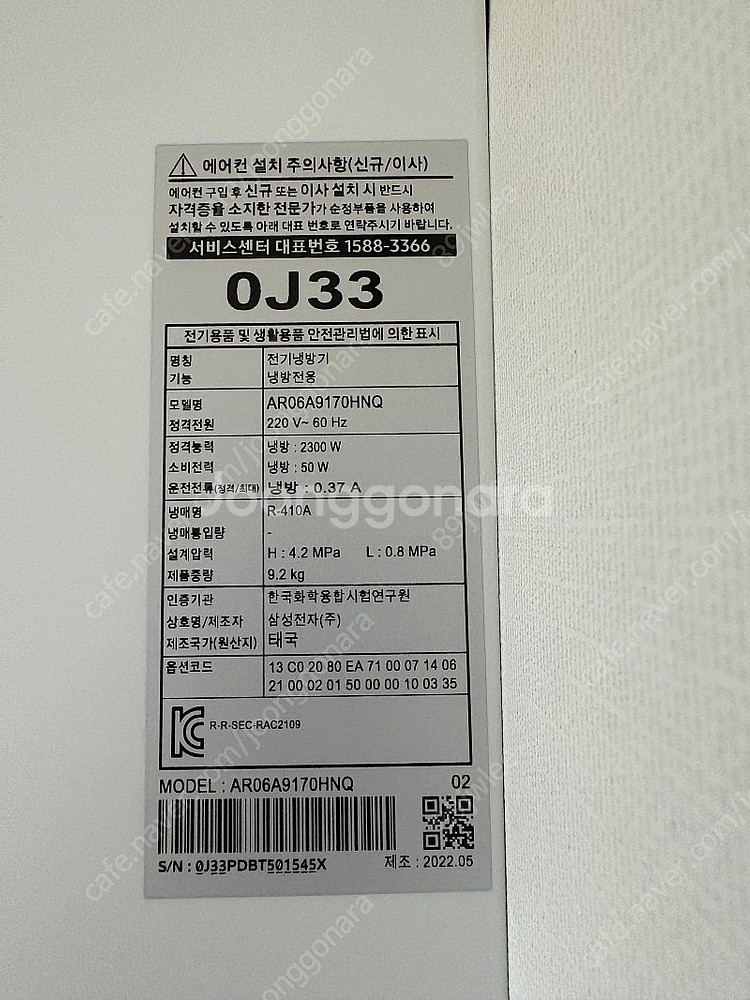 에어컨 설치 주의사항(신규/이사)
에어컨 구입 후 신규 또는 이사 설치 시 반드시
자격증을 소지한 전문가가 순정부품을 사용하여
설치할 수 있도록 아래 대표 번호로 연락주시기 바랍니다.
서비스센터 대표번호 1588-3366
0J33
전기용품 및 생활용품 안전관리법에 의한 표시
명칭 전기냉방기
기능 냉방전용
모델명 AR06A9170HNQ
정격전원 220 V~ 60 Hz
정격능력 냉방 : 2300 W
소비전력 냉방 : 50 W
운전전류(정격/최대) 냉방 : 0.37 A
냉매명 R-410A
냉매봉입량 -
설계압력 H : 4.2 MPa L : 0.8 MPa
제품중량 9.2 kg
인증기관 한국화학융합시험연구원
상호명/제조자 삼성전자(주)
제조국가(원산지) 태국
옵션코드 13 C0 20 80 EA 71 00 07 14 06
21 00 02 01 50 00 00 10 03 35
R-R-SEC-RAC2109
MODEL : AR06A9170HNQ 02
S/N : 0J33PDBT501545X 제조 : 2022.05
joonggonara
cafe.naver.com/joonggonara